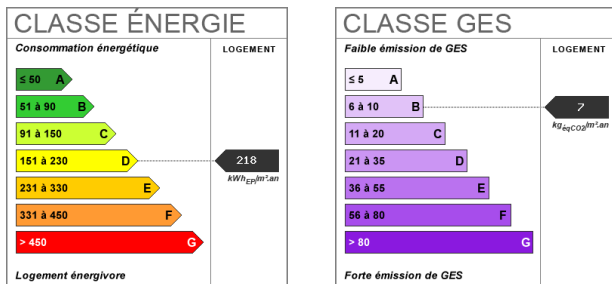 CLASSE ÉNERGIE
Consommation énergétique
LOGEMENT
≤ 50 A
51 à 90 B
91 à 150 C
151 à 230 D
218
kWhEP/m².an
231 à 330 E
331 à 450 F
> 450 G
Logement énergivore
CLASSE GES
Faible émission de GES
LOGEMENT
≤ 5 A
6 à 10 B
7
kgéqCO2/m².an
11 à 20 C
21 à 35 D
36 à 55 E
56 à 80 F
> 80 G
Forte émission de GES